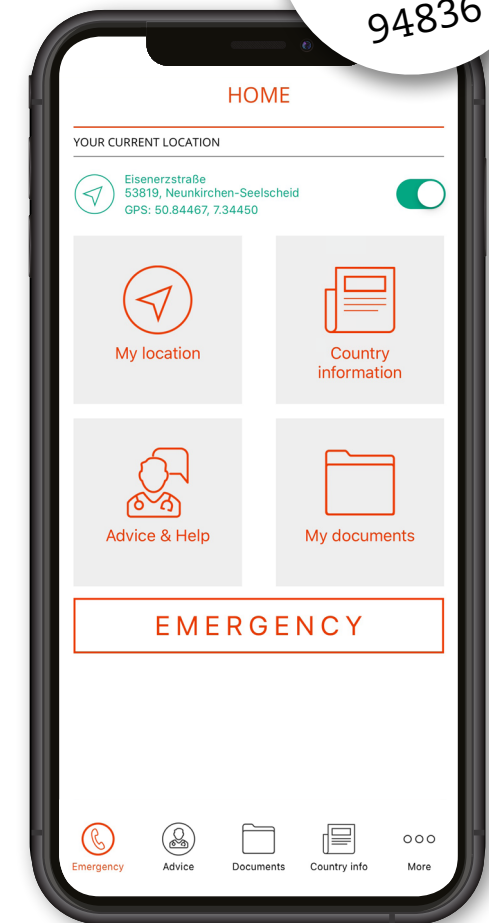 94836
HOME
YOUR CURRENT LOCATION
Eisenerzstraße
53819, Neunkirchen-Seelscheid
GPS: 50.84467, 7.34450
My location
Country
information
Advice & Help
My documents
EMERGENCY
Emergency
Advice
Documents
Country info
More